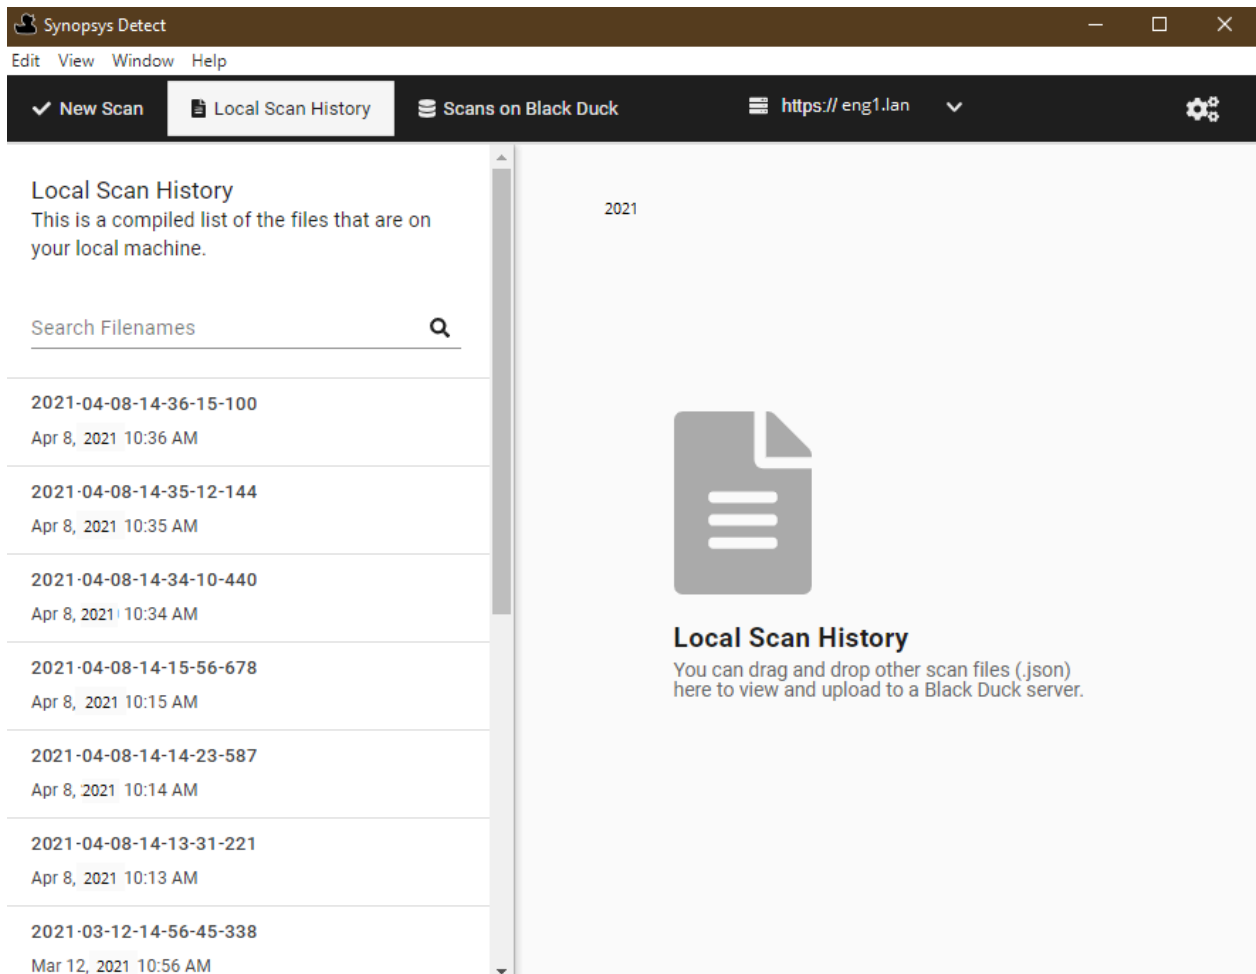 Synopsys Detect
Edit View Window Help
New Scan Local Scan History Scans on Black Duck https:// eng1.lan
Local Scan History
This is a compiled list of the files that are on
your local machine.
Search Filenames
2021-04-08-14-36-15-100
Apr 8, 2021 10:36 AM
2021-04-08-14-35-12-144
Apr 8, 2021 10:35 AM
2021-04-08-14-34-10-440
Apr 8, 2021 10:34 AM
2021-04-08-14-15-56-678
Apr 8, 2021 10:15 AM
2021-04-08-14-14-23-587
Apr 8, 2021 10:14 AM
2021-04-08-14-13-31-221
Apr 8, 2021 10:13 AM
2021-03-12-14-56-45-338
Mar 12, 2021 10:56 AM
2021
Local Scan History
You can drag and drop other scan files (.json)
here to view and upload to a Black Duck server.